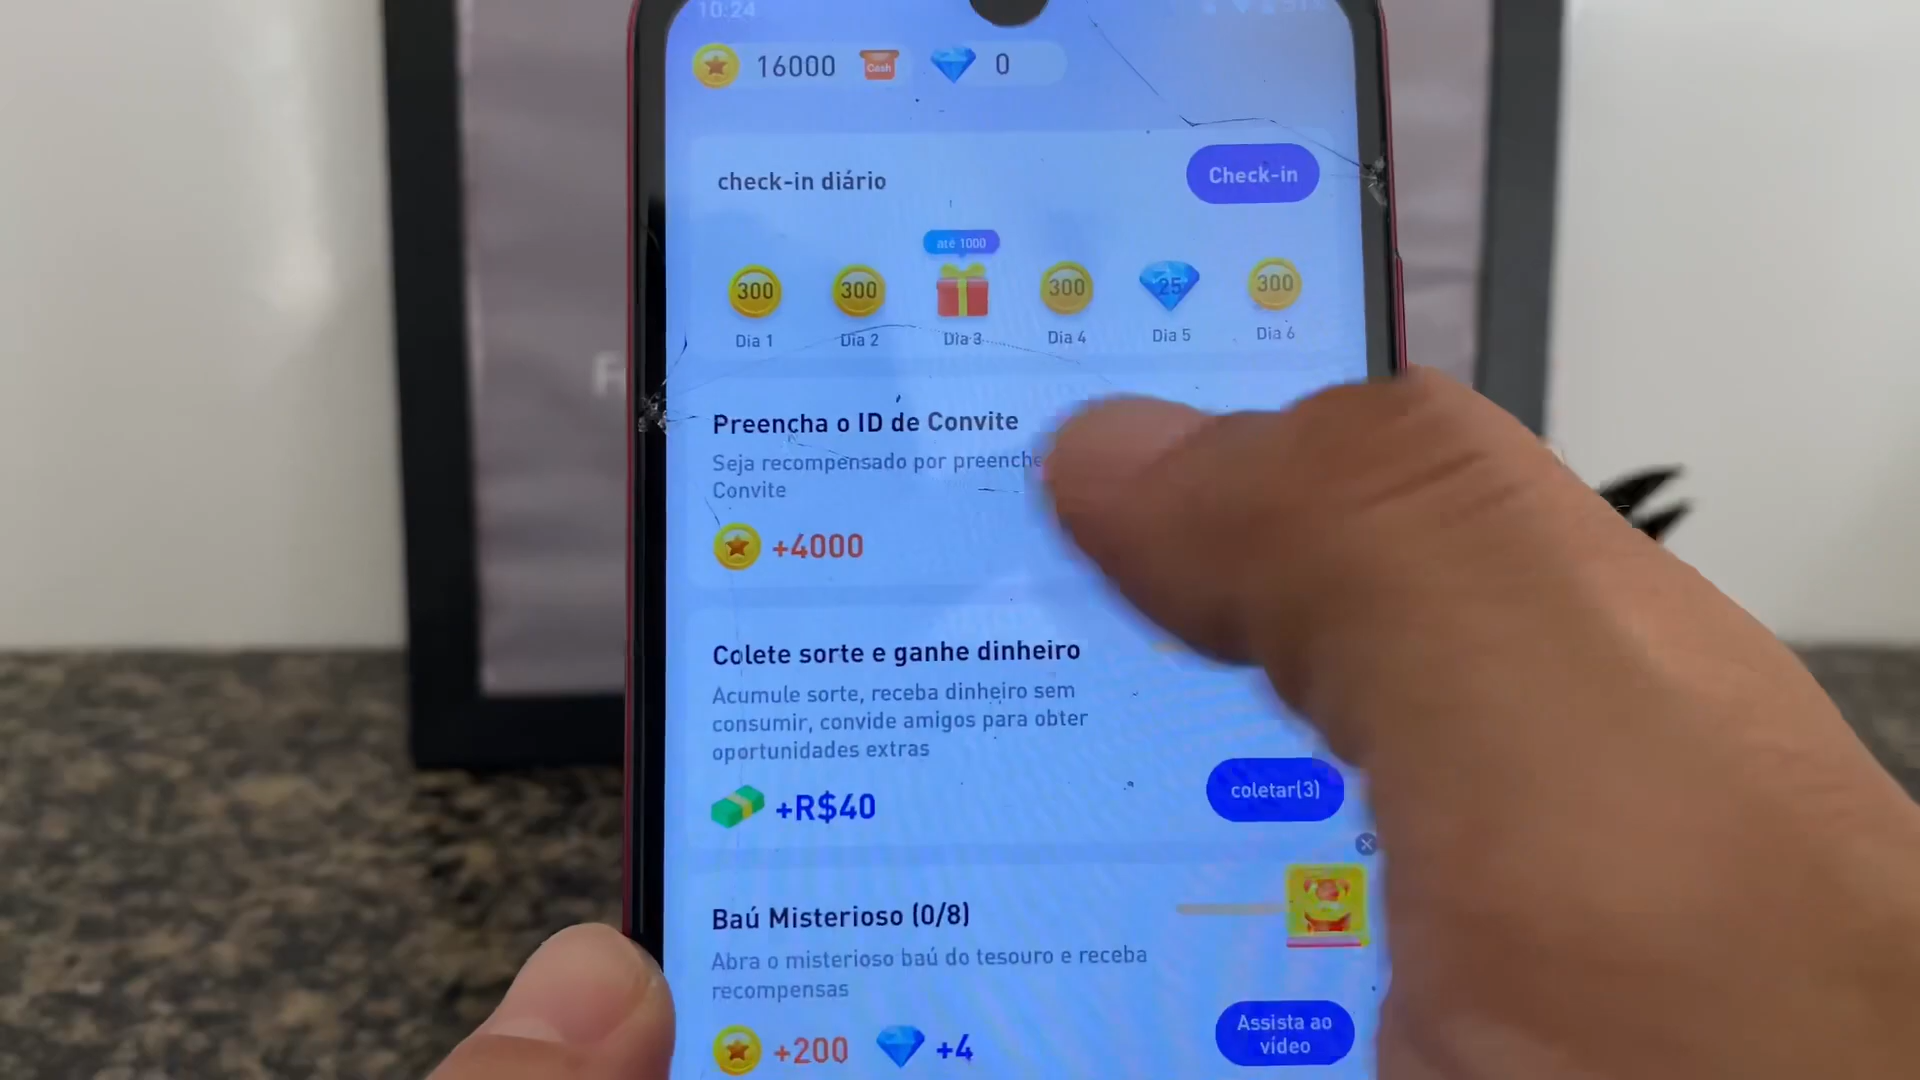 10:24
16000
Cash
0
check-in diário
Check-in
até 1000
300
300
300
25
300
Dia 1
Dia 2
Dia 3
Dia 4
Dia 5
Dia 6
Preencha o ID de Convite
Seja recompensado por
Convite
+4000
Colete sorte e ganhe dinheiro
Acumule sorte, receba dinheiro sem
consumir, convide amigos para obter
oportunidades extras
+R$40
coletar(3)
Baú Misterioso (0/8)
Abra o misterioso baú do tesouro e receba
recompensas
+200
+4
Assista ao
vídeo